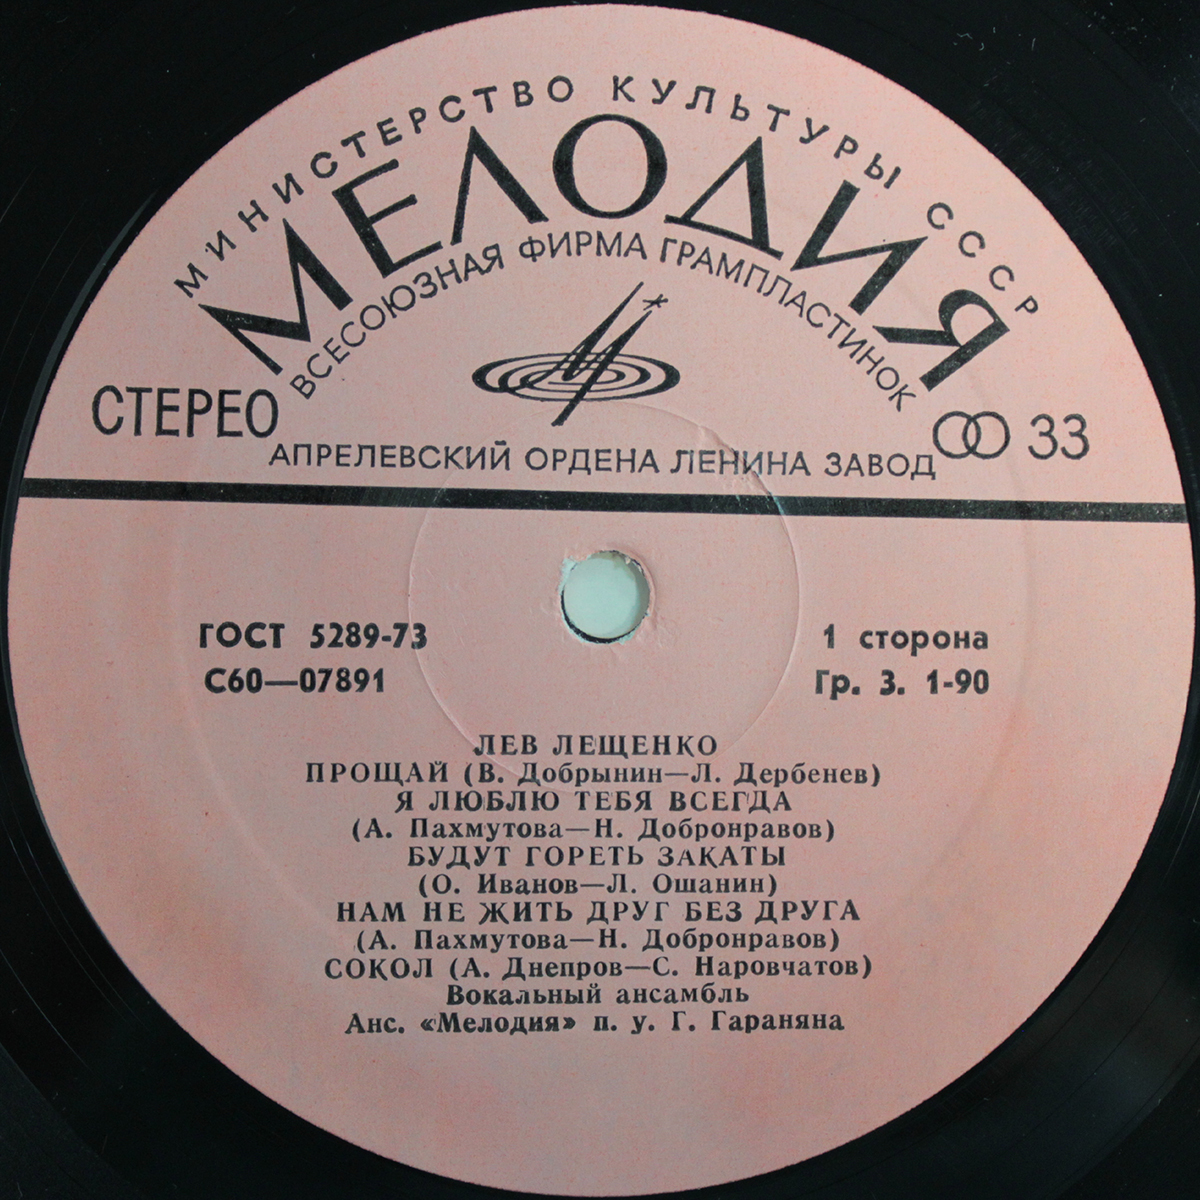 МИНИСТЕРСТВО КУЛЬТУРЫ СССР
МЕЛОДИЯ
ВСЕСОЮЗНАЯ ФИРМА ГРАМПЛАСТИНОК
СТЕРЕО
33
АПРЕЛЕВСКИЙ ОРДЕНА ЛЕНИНА ЗАВОД
ГОСТ 5289-73
1 сторона
С60—07891
Гр. 3. 1-90
ЛЕВ ЛЕЩЕНКО
ПРОЩАЙ (В. Добрынин—Л. Дербенев)
Я ЛЮБЛЮ ТЕБЯ ВСЕГДА
(А. Пахмутова—Н. Добронравов)
БУДУТ ГОРЕТЬ ЗАКАТЫ
(О. Иванов—Л. Ошанин)
НАМ НЕ ЖИТЬ ДРУГ БЕЗ ДРУГА
(А. Пахмутова—Н. Добронравов)
СОКОЛ (А. Днепров—С. Наровчатов)
Вокальный ансамбль
Анс. «Мелодия» п. у. Г. Гараняна